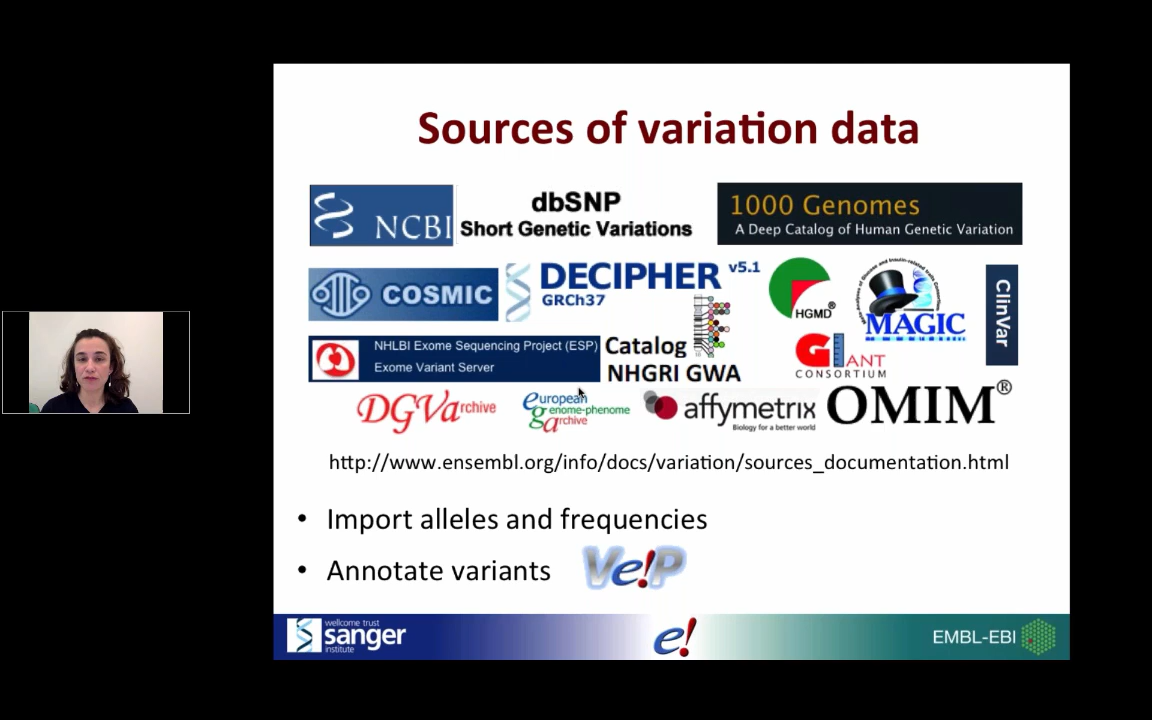 Sources of variation data
NCBI
dbSNP
Short Genetic Variations
1000 Genomes
A Deep Catalog of Human Genetic Variation
COSMIC
DECIPHER v5.1
GRCh37
HGMD®
MAGIC
ClinVar
NHLBI Exome Sequencing Project (ESP)
Exome Variant Server
Catalog
NHGRI GWA
GIANT
CONSORTIUM
DGVarchive
european
genome-phenome
archive
affymetrix
Biology for a better world
OMIM®
http://www.ensembl.org/info/docs/variation/sources_documentation.html
• Import alleles and frequencies
• Annotate variants
Ve!P
wellcome trust
sanger
institute
e!
EMBL-EBI